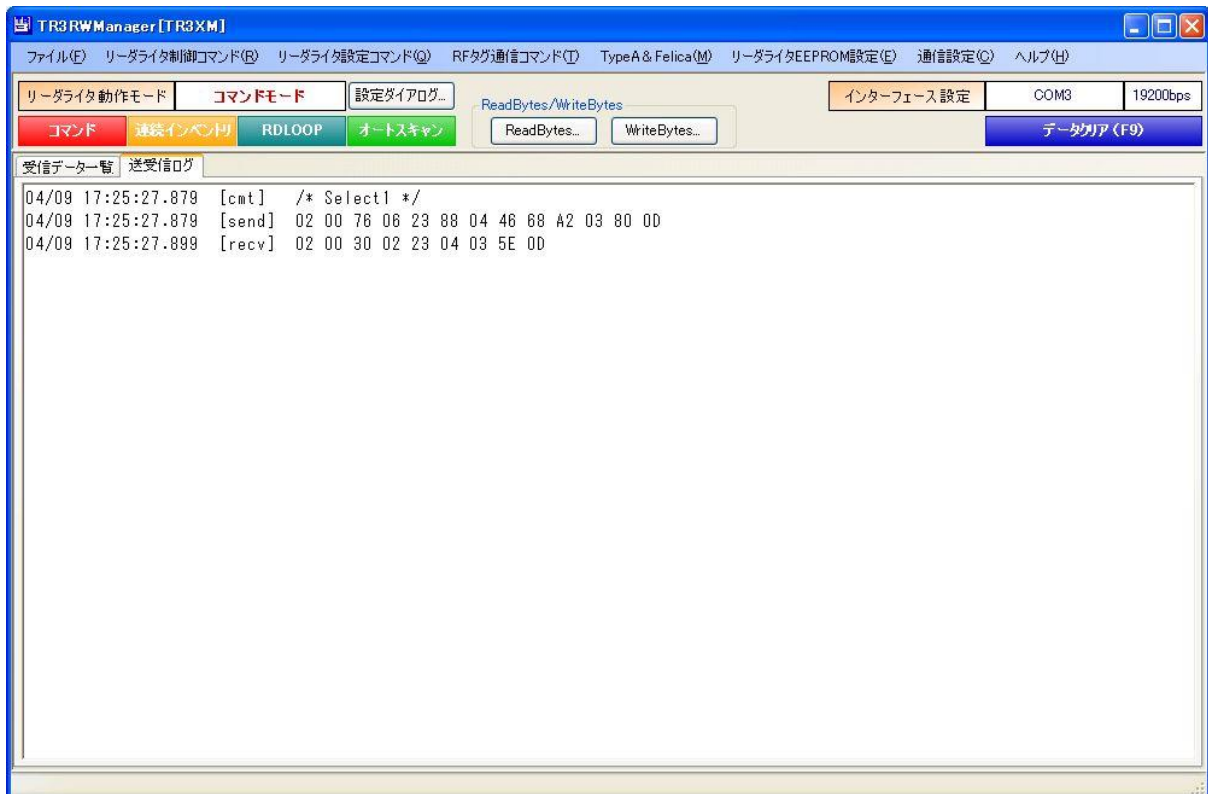 TR3RWManager[TR3XM]
ファイル(F) リーダライタ制御コマンド(R) リーダライタ設定コマンド(Q) RFタグ通信コマンド(T) TypeA&Felica(M) リーダライタEEPROM設定(E) 通信設定(C) ヘルプ(H)
リーダライタ動作モード コマンドモード 設定ダイアログ... ReadBytes/WriteBytes インターフェース設定 COM3 19200bps
コマンド 連続インベントリ RDLOOP オートスキャン ReadBytes... WriteBytes... データクリア(F9)
受信データ一覧 送受信ログ
04/09 17:25:27.879 [cmt] /* Select1 */
04/09 17:25:27.879 [send] 02 00 76 06 23 88 04 46 68 A2 03 80 0D
04/09 17:25:27.899 [recv] 02 00 30 02 23 04 03 5E 0D